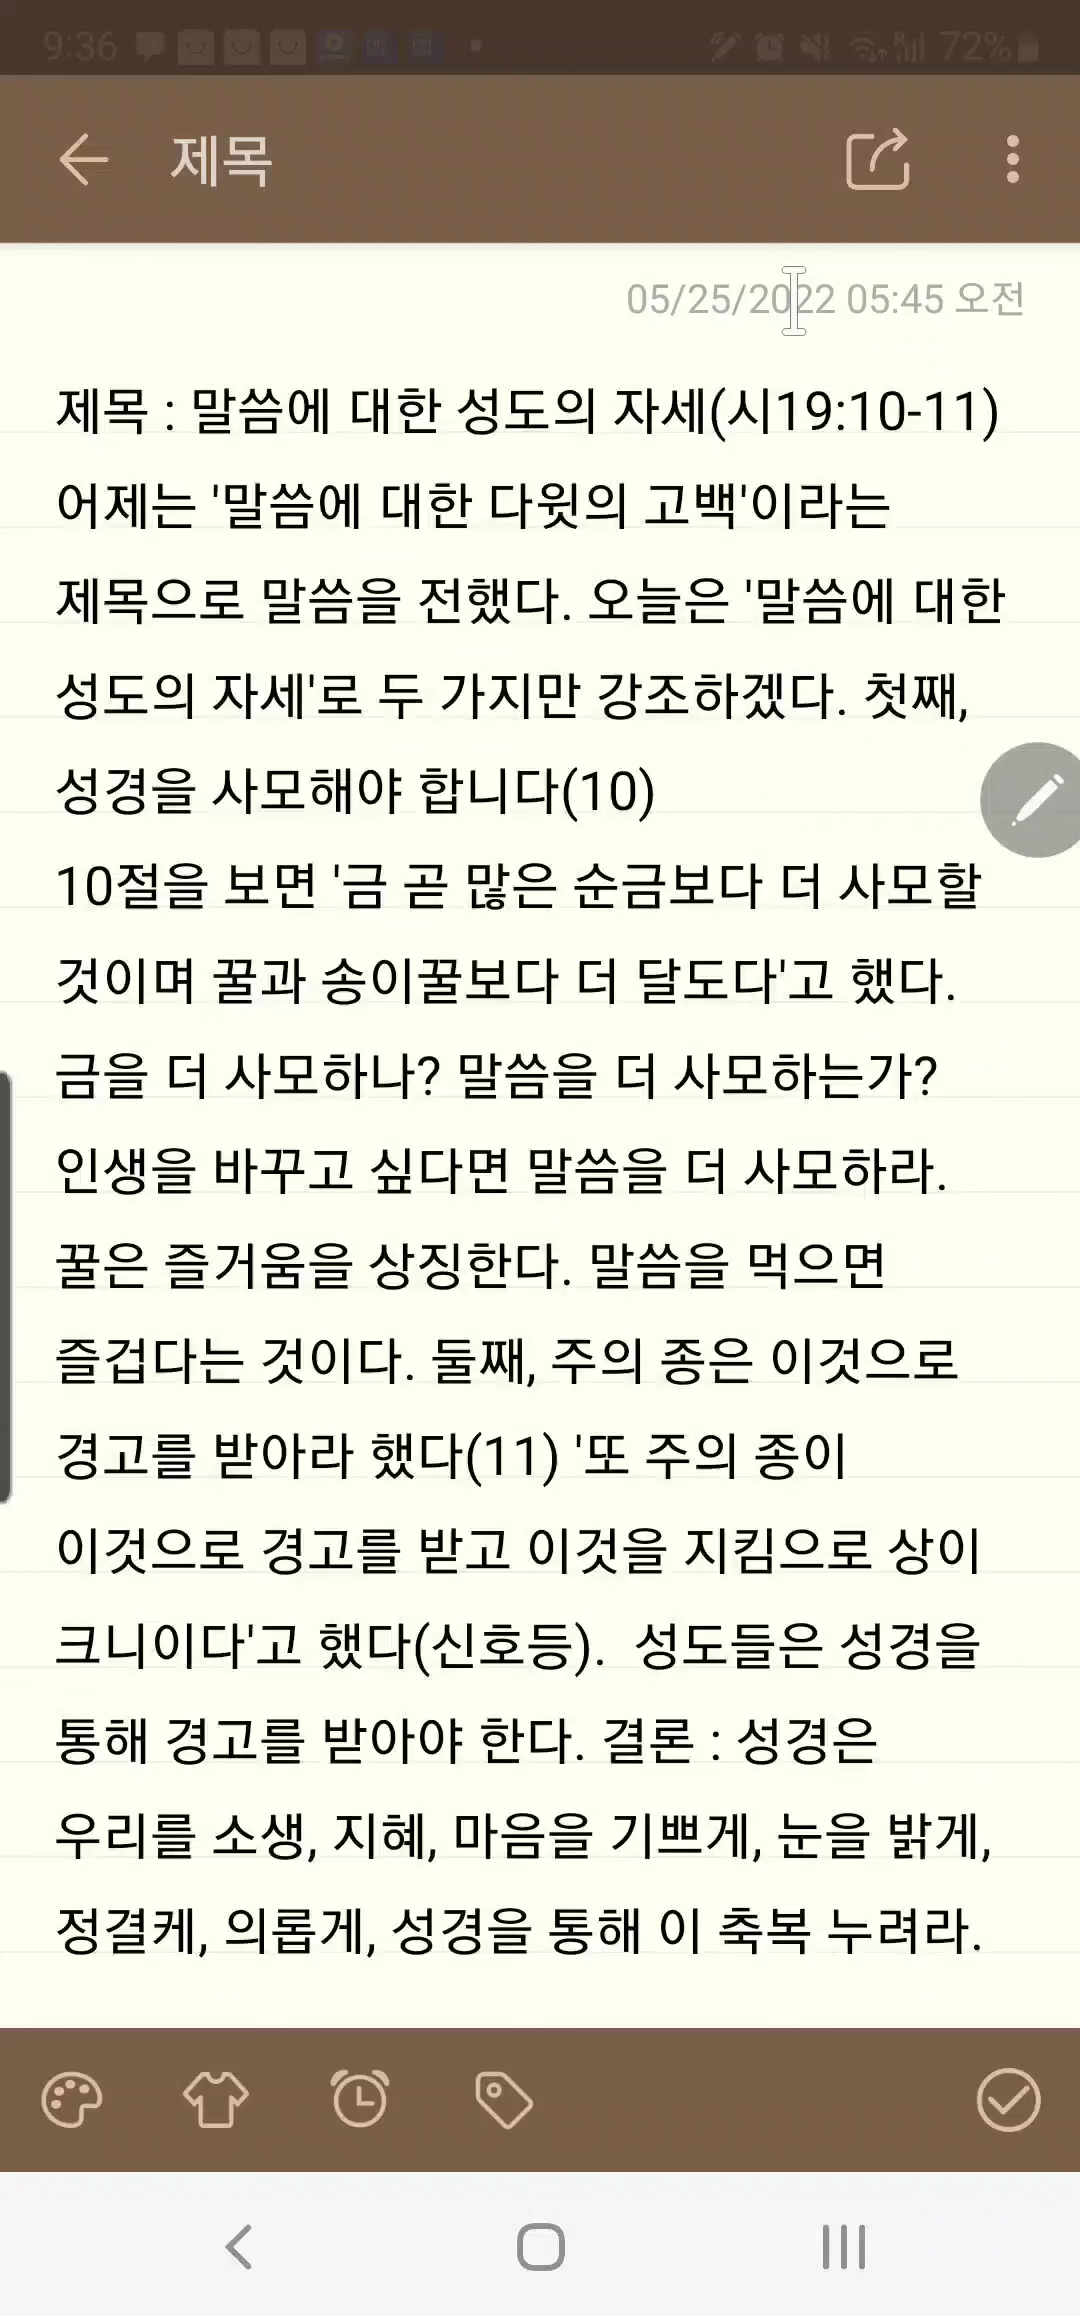 9:36
72%
제목
05/25/2022 05:45 오전
제목 : 말씀에 대한 성도의 자세(시19:10-11)
어제는 '말씀에 대한 다윗의 고백'이라는
제목으로 말씀을 전했다. 오늘은 '말씀에 대한
성도의 자세'로 두 가지만 강조하겠다. 첫째,
성경을 사모해야 합니다(10)
10절을 보면 '금 곧 많은 순금보다 더 사모할
것이며 꿀과 송이꿀보다 더 달도다'고 했다.
금을 더 사모하나? 말씀을 더 사모하는가?
인생을 바꾸고 싶다면 말씀을 더 사모하라.
꿀은 즐거움을 상징한다. 말씀을 먹으면
즐겁다는 것이다. 둘째, 주의 종은 이것으로
경고를 받아라 했다(11) '또 주의 종이
이것으로 경고를 받고 이것을 지킴으로 상이
크니이다'고 했다(신호등).  성도들은 성경을
통해 경고를 받아야 한다. 결론 : 성경은
우리를 소생, 지혜, 마음을 기쁘게, 눈을 밝게,
정결케, 의롭게, 성경을 통해 이 축복 누려라.